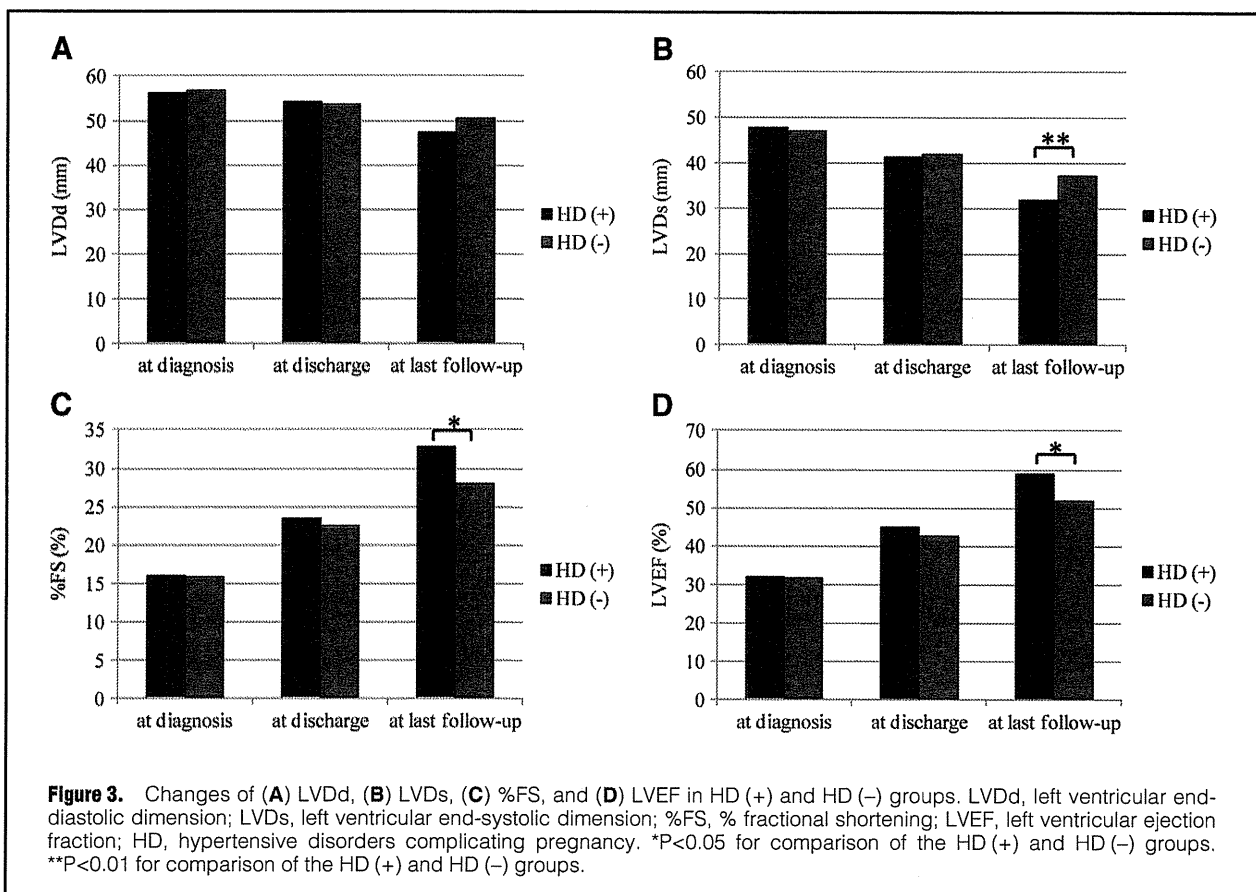 A
60
50
40
30
20
10
0
LVDd (mm)
at diagnosis at discharge at last follow-up
HD (+)
HD (-)
B
60
50
40
30
20
10
0
LVDs (mm)
**
at diagnosis at discharge at last follow-up
HD (+)
HD (-)
C
35
30
25
20
15
10
5
0
%FS (%)
*
at diagnosis at discharge at last follow-up
HD (+)
HD (-)
D
70
60
50
40
30
20
10
0
LVEF (%)
*
at diagnosis at discharge at last follow-up
HD (+)
HD (-)
Figure 3. Changes of (A) LVDd, (B) LVDs, (C) %FS, and (D) LVEF in HD (+) and HD (–) groups. LVDd, left ventricular end-
diastolic dimension; LVDs, left ventricular end-systolic dimension; %FS, % fractional shortening; LVEF, left ventricular ejection
fraction; HD, hypertensive disorders complicating pregnancy. *P<0.05 for comparison of the HD (+) and HD (–) groups.
**P<0.01 for comparison of the HD (+) and HD (–) groups.